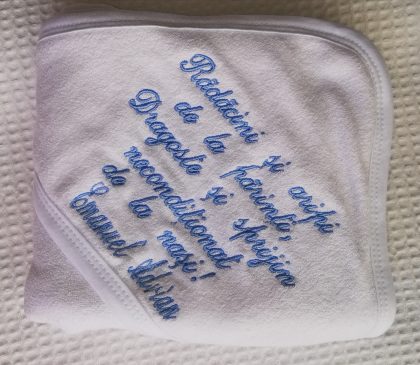 Rădăcini și aripi
de la părinți,
Dragoste și sprijin
necondiționat
de la nași!
Emanuel Adrian